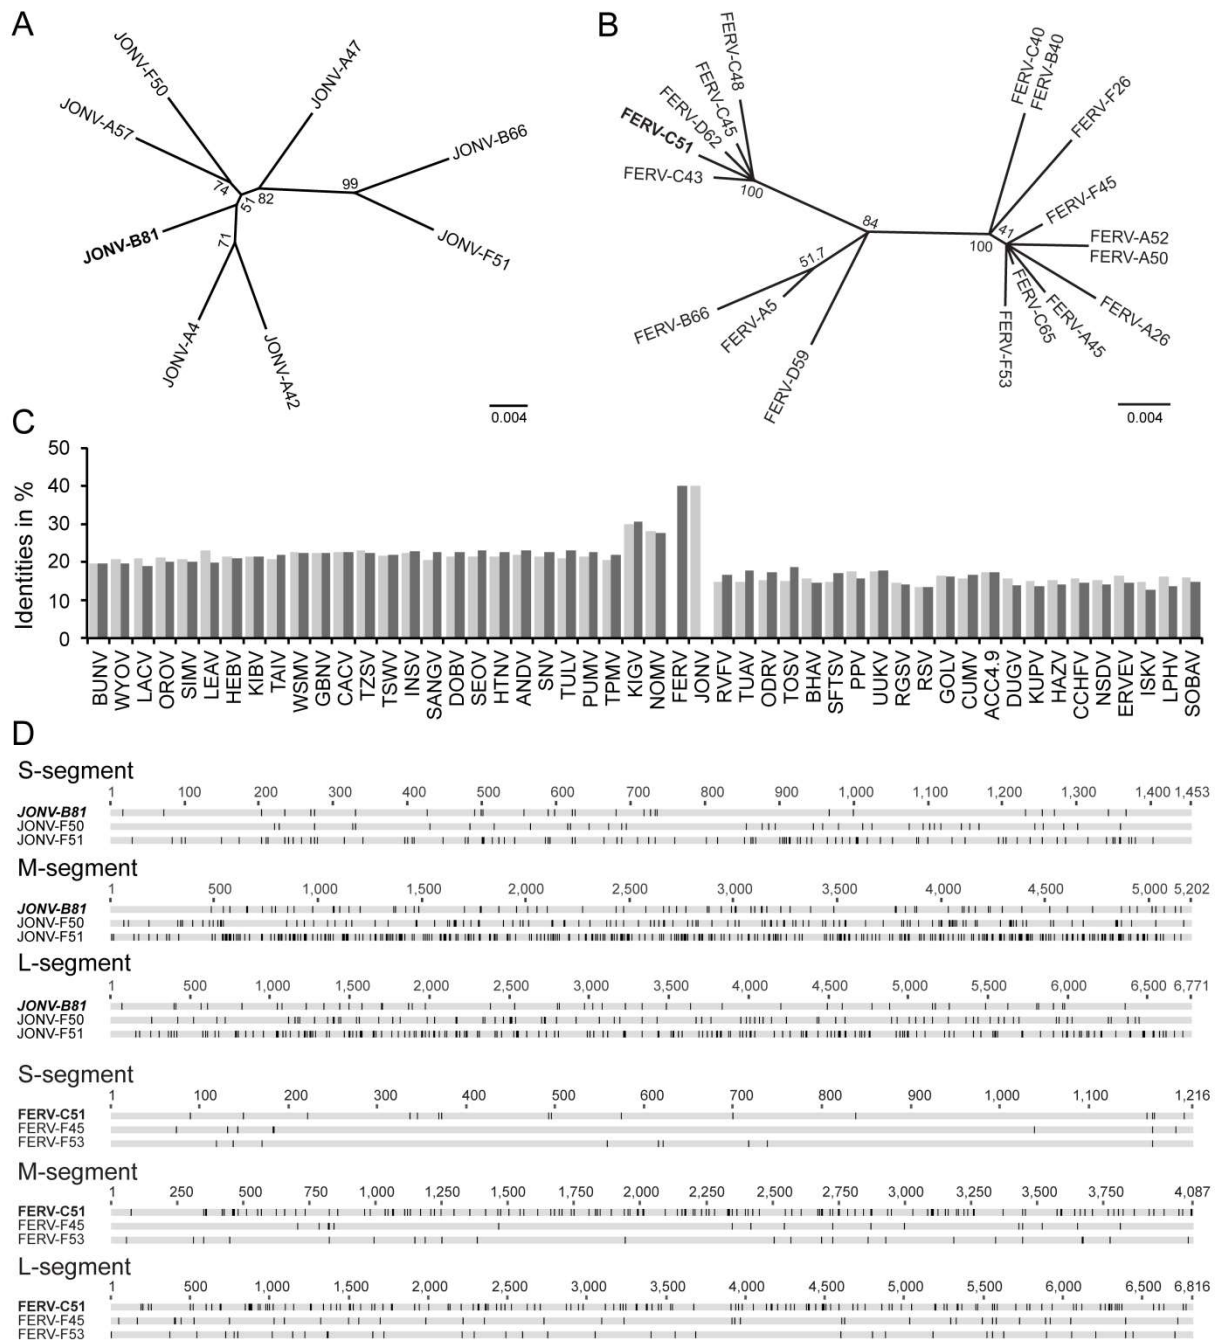 A
JONV-F50
JONV-A47
JONV-A57
JONV-B66
99
74
51
82
JONV-B81
71
JONV-F51
JONV-A4
JONV-A42
0.004
B
FERV-C48
FERV-C45
FERV-D62
FERV-C51
FERV-C43
100
FERV-C40
FERV-B40
FERV-F26
84
41
100
FERV-F45
FERV-A52
FERV-A50
51.7
FERV-B66
FERV-A5
FERV-D59
FERV-F53
FERV-C65
FERV-A45
FERV-A26
0.004
C
Identities in %
50
40
30
20
10
0
BUNV WYOV LACV OROV SIMV LEAV HEBV KIBV TAIV WSMV GBNV CACV TZSV TSWV INSV SANGV DOBV SEOV HTNV ANDV SNV TULV PUMV TPMV KIGV NOMV FERV JONV RVFV TUAV ODRV TOSV BHAV SFTSV PPV UUKV RGSV RSV GOLV CUMV ACC4.9 DUGV KUPV HAZV CCHFV NSDV ERVEV ISKV LPHV SOBAV
D
S-segment
1 100 200 300 400 500 600 700 800 900 1,000 1,100 1,200 1,300 1,400 1,453
JONV-B81
JONV-F50
JONV-F51
M-segment
1 500 1,000 1,500 2,000 2,500 3,000 3,500 4,000 4,500 5,000 5,202
JONV-B81
JONV-F50
JONV-F51
L-segment
1 500 1,000 1,500 2,000 2,500 3,000 3,500 4,000 4,500 5,000 5,500 6,000 6,500 6,771
JONV-B81
JONV-F50
JONV-F51
S-segment
1 100 200 300 400 500 600 700 800 900 1,000 1,100 1,216
FERV-C51
FERV-F45
FERV-F53
M-segment
1 250 500 750 1,000 1,250 1,500 1,750 2,000 2,250 2,500 2,750 3,000 3,250 3,500 3,750 4,087
FERV-C51
FERV-F45
FERV-F53
L-segment
1 500 1,000 1,500 2,000 2,500 3,000 3,500 4,000 4,500 5,000 5,500 6,000 6,500 6,816
FERV-C51
FERV-F45
FERV-F53